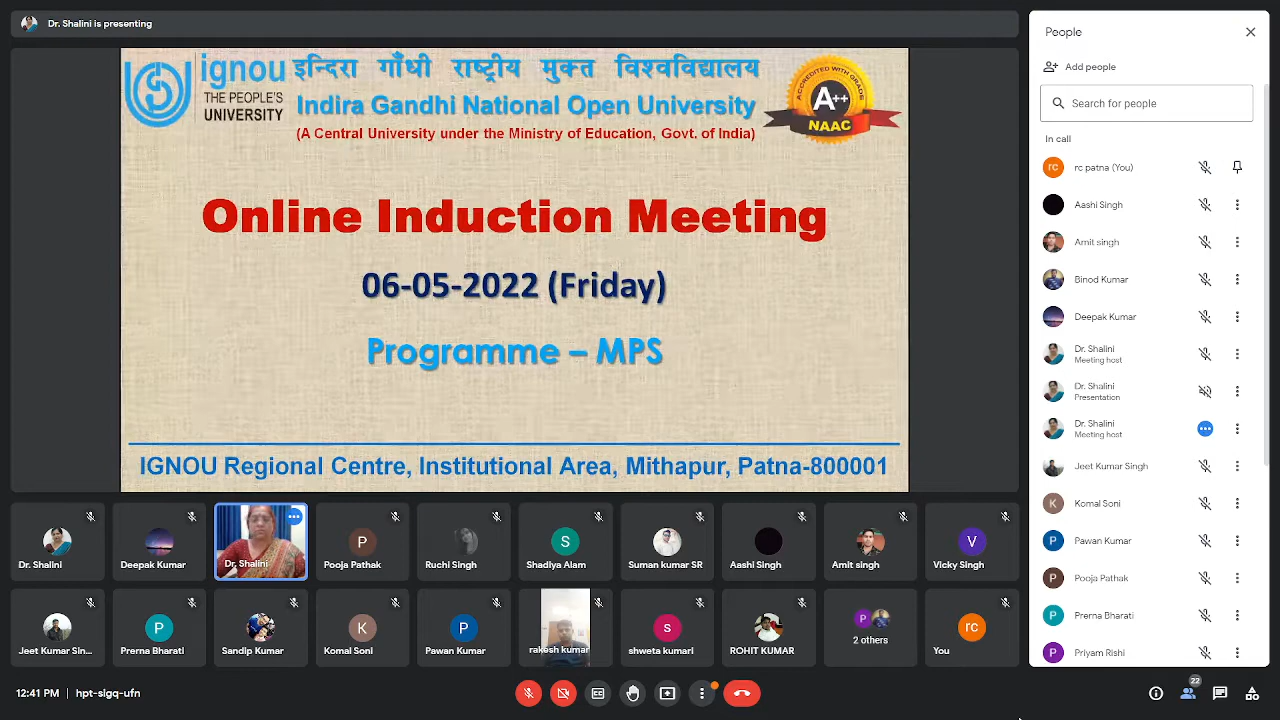 Dr. Shalini is presenting
ignou
THE PEOPLE'S
UNIVERSITY
इन्दिरा गाँधी राष्ट्रीय मुक्त विश्वविद्यालय
Indira Gandhi National Open University
(A Central University under the Ministry of Education, Govt. of India)
ACCREDITED WITH GRADE
A++
NAAC
Online Induction Meeting
06-05-2022 (Friday)
Programme – MPS
IGNOU Regional Centre, Institutional Area, Mithapur, Patna-800001
Dr. Shalini
Deepak Kumar
Dr. Shalini
P
Pooja Pathak
Ruchi Singh
S
Shadiya Alam
Suman kumar SR
Aashi Singh
Amit singh
V
Vicky Singh
Jeet Kumar Sin...
P
Prerna Bharati
Sandip Kumar
K
Komal Soni
P
Pawan Kumar
rakesh kumar
s
shweta kumari
ROHIT KUMAR
P
2 others
rc
You
12:41 PM | hpt-slgq-ufn
22
People
Add people
Search for people
In call
rc
rc patna (You)
Aashi Singh
Amit singh
Binod Kumar
Deepak Kumar
Dr. Shalini
Meeting host
Dr. Shalini
Presentation
Dr. Shalini
Meeting host
Jeet Kumar Singh
K
Komal Soni
P
Pawan Kumar
P
Pooja Pathak
P
Prerna Bharati
P
Priyam Rishi